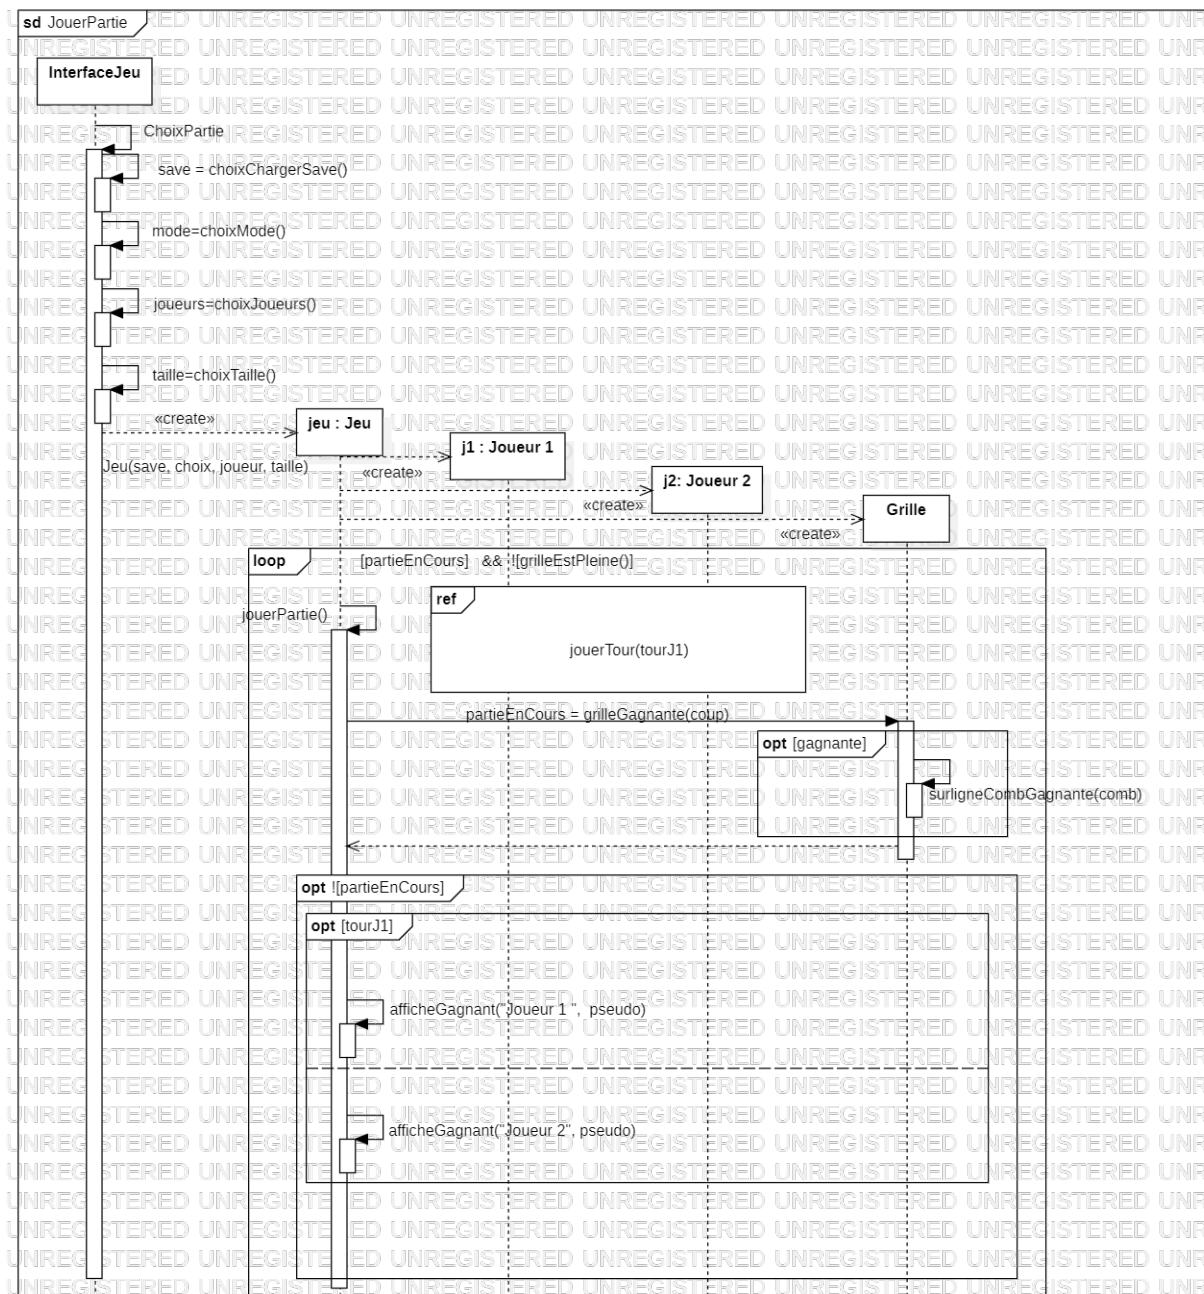 sd JouerPartie
InterfaceJeu
ChoixPartie
save = choixChargerSave()
mode=choixMode()
joueurs=choixJoueurs()
taille=choixTaille()
«create»
jeu : Jeu
Jeu(save, choix, joueur, taille)
j1 : Joueur 1
«create»
j2: Joueur 2
«create»
Grille
«create»
loop [partieEnCours] && ![grilleEstPleine()]
ref
jouerPartie()
jouerTour(tourJ1)
partieEnCours = grilleGagnante(coup)
opt [gagnante]
surligneCombGagnante(comb)
opt ![partieEnCours]
opt [tourJ1]
afficheGagnant("Joueur 1 ", pseudo)
afficheGagnant("Joueur 2", pseudo)
UNREGISTERED